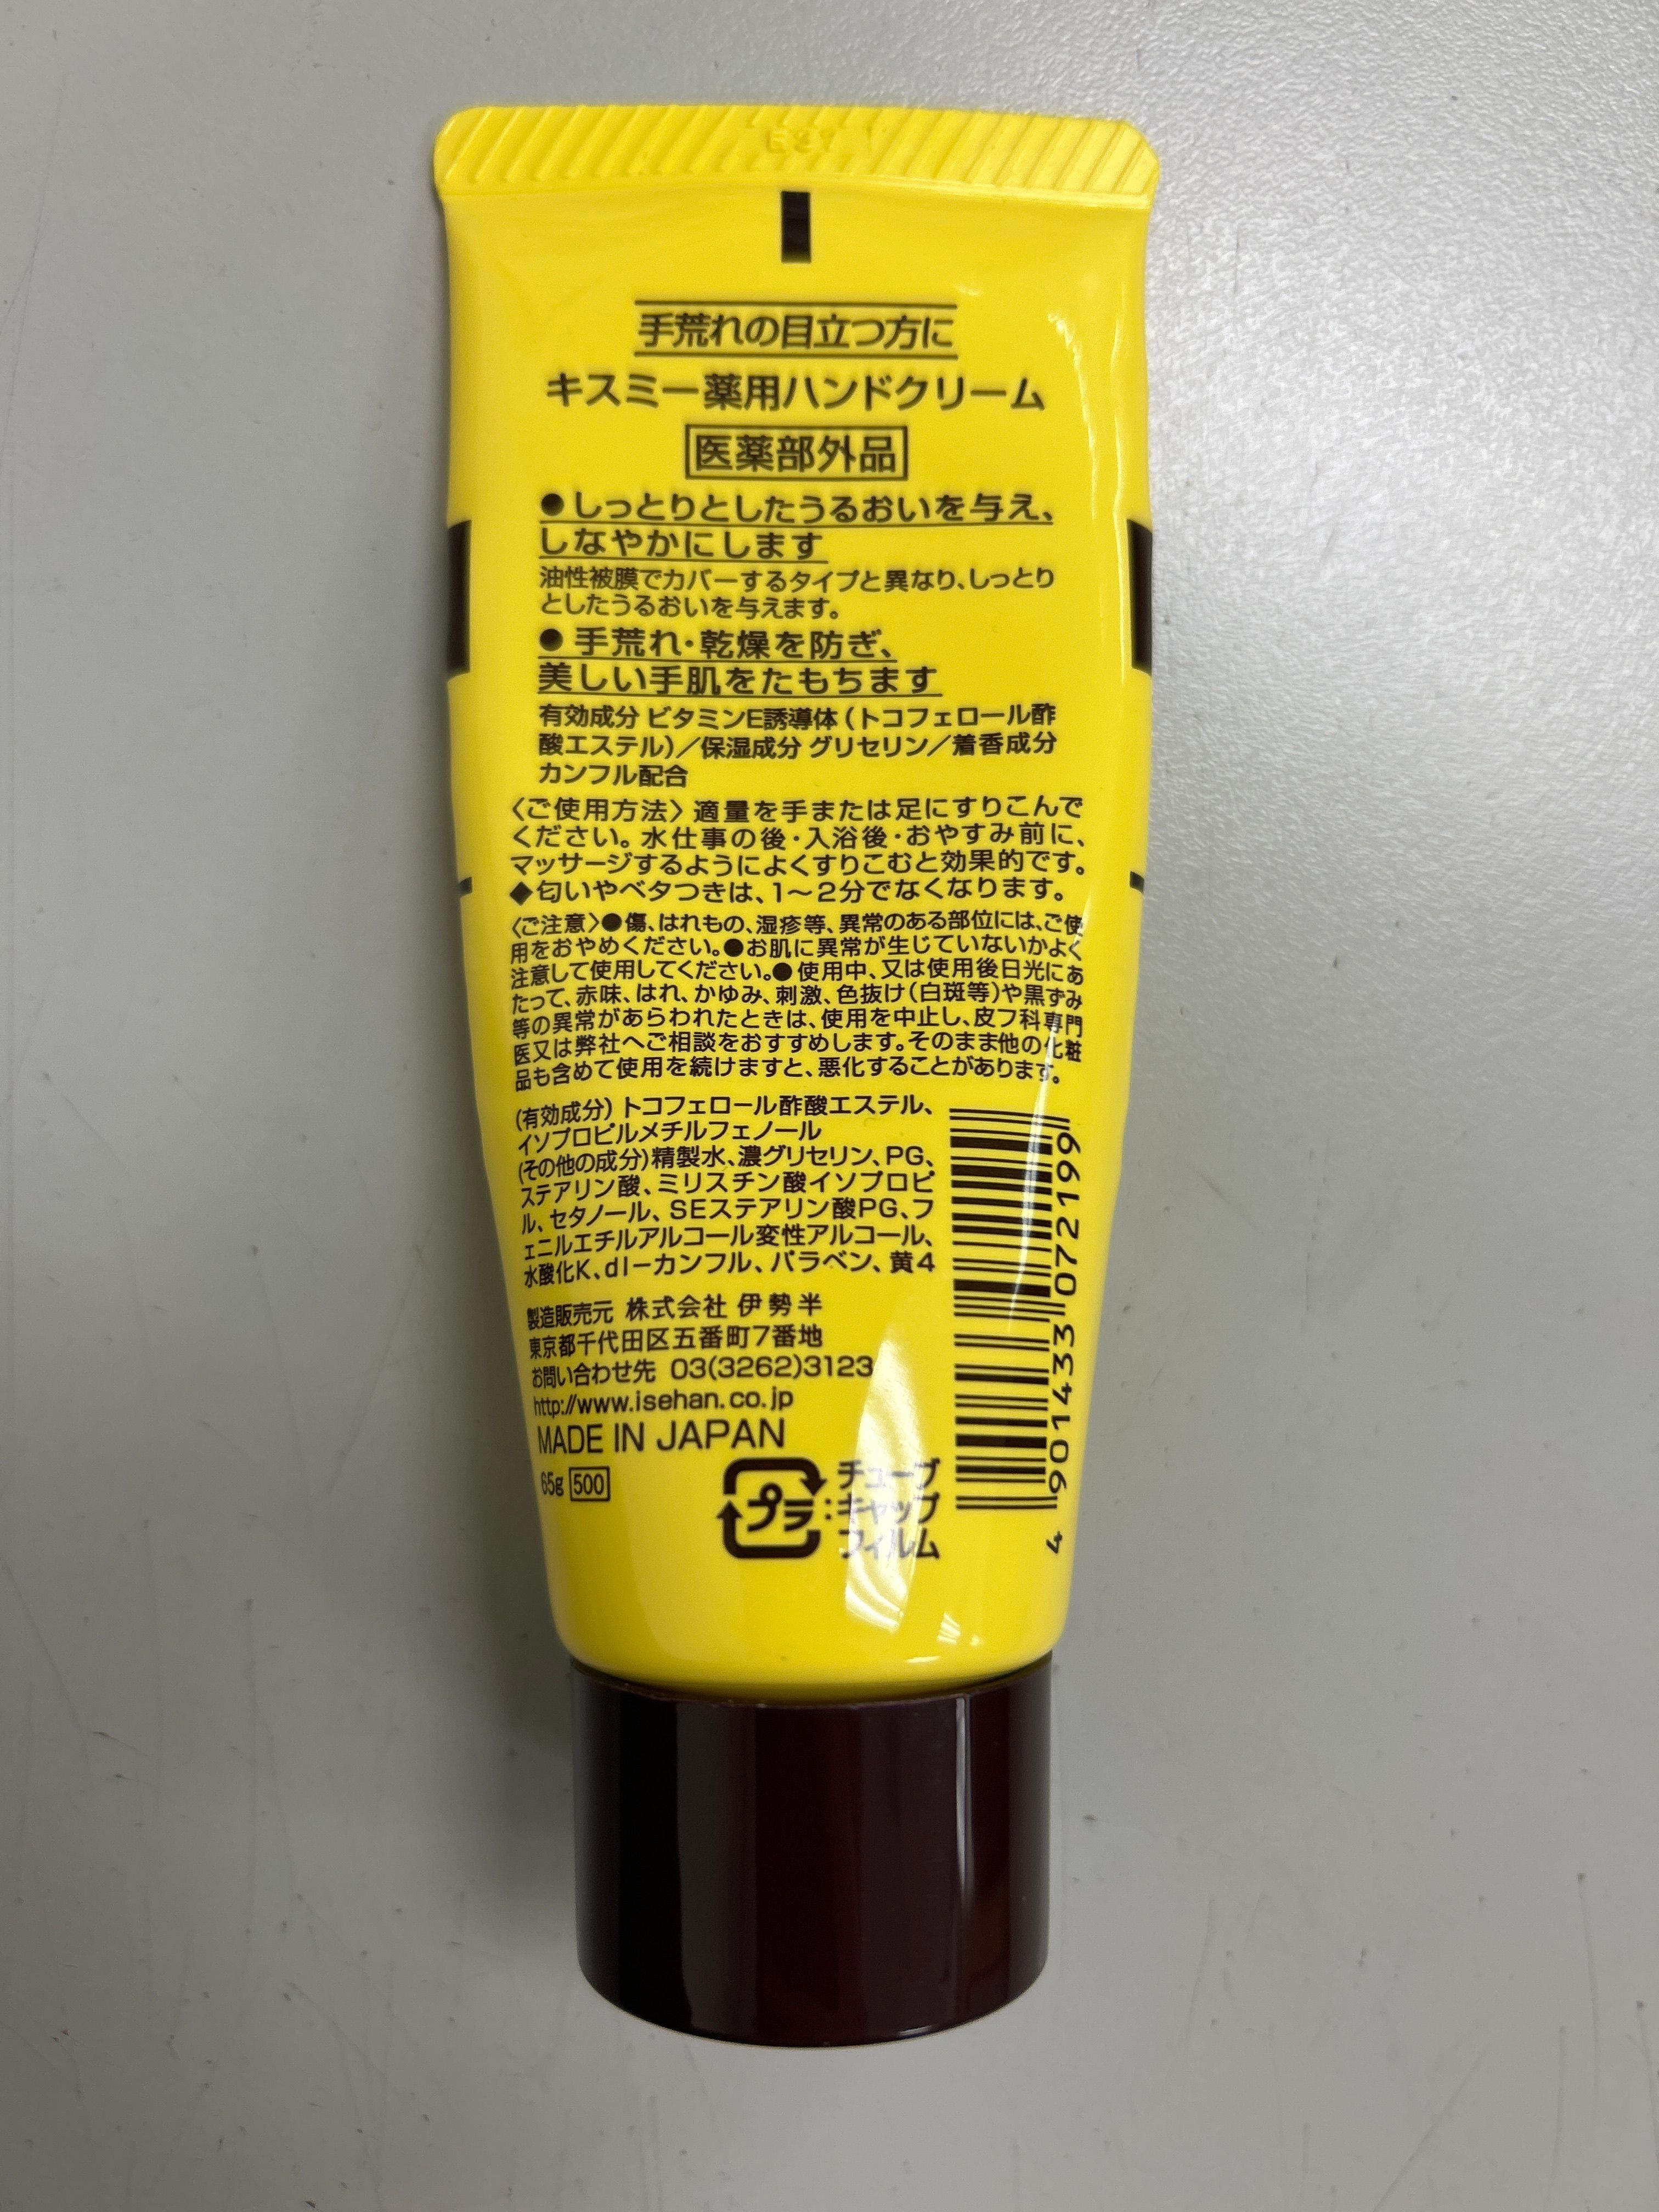 手荒れの目立つ方に
キスミー薬用ハンドクリーム
医薬部外品
●しっとりとしたうるおいを与え、
しなやかにします
油性被膜でカバーするタイプと異なり、しっとり
としたうるおいを与えます。
●手荒れ・乾燥を防ぎ、
美しい手肌をたもちます
有効成分 ビタミンE誘導体(トコフェロール酢
酸エステル)/保湿成分 グリセリン/着香成分
カンフル配合
〈ご使用方法〉適量を手または足にすりこんで
ください。水仕事の後・入浴後・おやすみ前に、
マッサージするようによくすりこむと効果的です。
◆匂いやベタつきは、1〜2分でなくなります。
〈ご注意〉●傷、はれもの、湿疹等、異常のある部位には、ご使
用をおやめください。●お肌に異常が生じていないかよく
注意して使用してください。●使用中、又は使用後日光にあ
たって、赤味、はれ、かゆみ、刺激、色抜け(白斑等)や黒ずみ
等の異常があらわれたときは、使用を中止し、皮フ科専門
医又は弊社へご相談をおすすめします。そのまま他の化粧
品も含めて使用を続けますと、悪化することがあります。
(有効成分)トコフェロール酢酸エステル、
イソプロピルメチルフェノール
(その他の成分)精製水、濃グリセリン、PG、
ステアリン酸、ミリスチン酸イソプロピ
ル、セタノール、SEステアリン酸PG、フ
ェニルエチルアルコール変性アルコール、
水酸化K、dl-カンフル、パラベン、黄4
製造販売元 株式会社 伊勢半
東京都千代田区五番町7番地
お問い合わせ先 03(3262)3123
http://www.isehan.co.jp
MADE IN JAPAN
65g 500
プラ
チューブ
:キャップ
フィルム
4 901433 072199